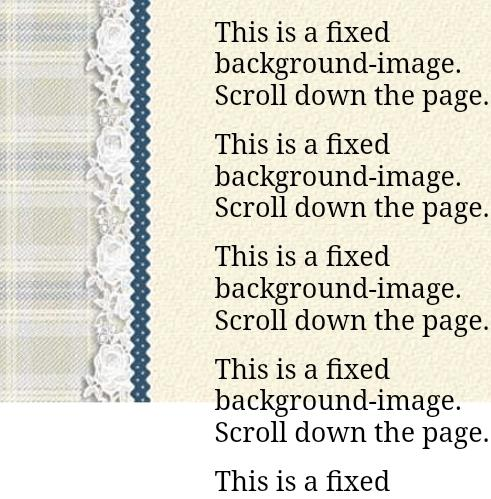 This is a fixed
background-image.
Scroll down the page.
This is a fixed
background-image.
Scroll down the page.
This is a fixed
background-image.
Scroll down the page.
This is a fixed
background-image.
Scroll down the page.
This is a fixed